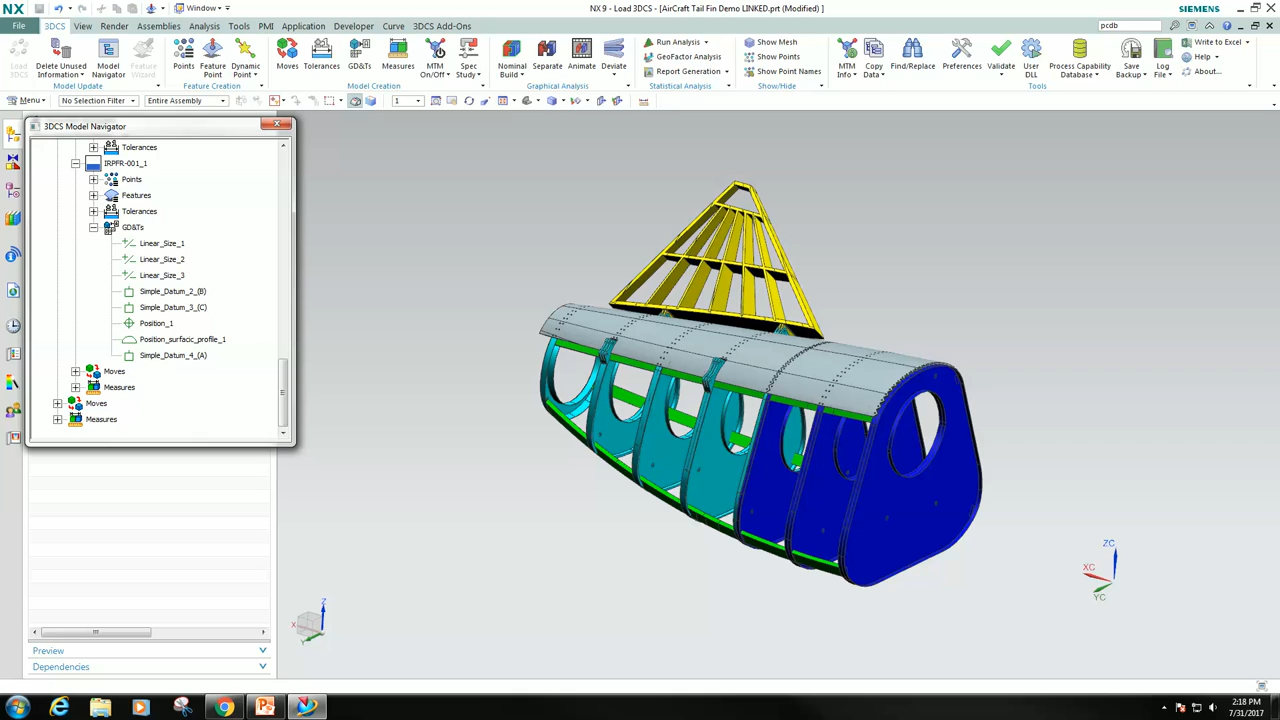 NX
Window
NX 9 - Load 3DCS - [AirCraft Tail Fin Demo LINKED.prt (Modified) ]
SIEMENS
File
3DCS
View
Render
Assemblies
Analysis
Tools
PMI
Application
Developer
Curve
3DCS Add-Ons
pcdb
Load 3DCS
Delete Unused Information
Model Navigator
Feature Wizard
Model Update
Points
Feature Point
Dynamic Point
Feature Creation
Moves
Tolerances
GD&Ts
Measures
MTM On/Off
Spec Study
Model Creation
Nominal Build
Separate
Animate
Deviate
Graphical Analysis
Run Analysis
GeoFactor Analysis
Report Generation
Statistical Analysis
Show Mesh
Show Points
Show Point Names
Show/Hide
MTM Info
Copy Data
Find/Replace
Preferences
Validate
User DLL
Process Capability Database
Save Backup
Log File
Write to Excel
Help
About...
Tools
Menu
No Selection Filter
Entire Assembly
1
3DCS Model Navigator
Tolerances
IRPFR-001_1
Points
Features
Tolerances
GD&Ts
Linear_Size_1
Linear_Size_2
Linear_Size_3
Simple_Datum_2_(B)
Simple_Datum_3_(C)
Position_1
Position_surfacic_profile_1
Simple_Datum_4_(A)
Moves
Measures
Moves
Measures
ZC
XC
YC
Z
X
Y
Preview
Dependencies
2:18 PM
7/31/2017